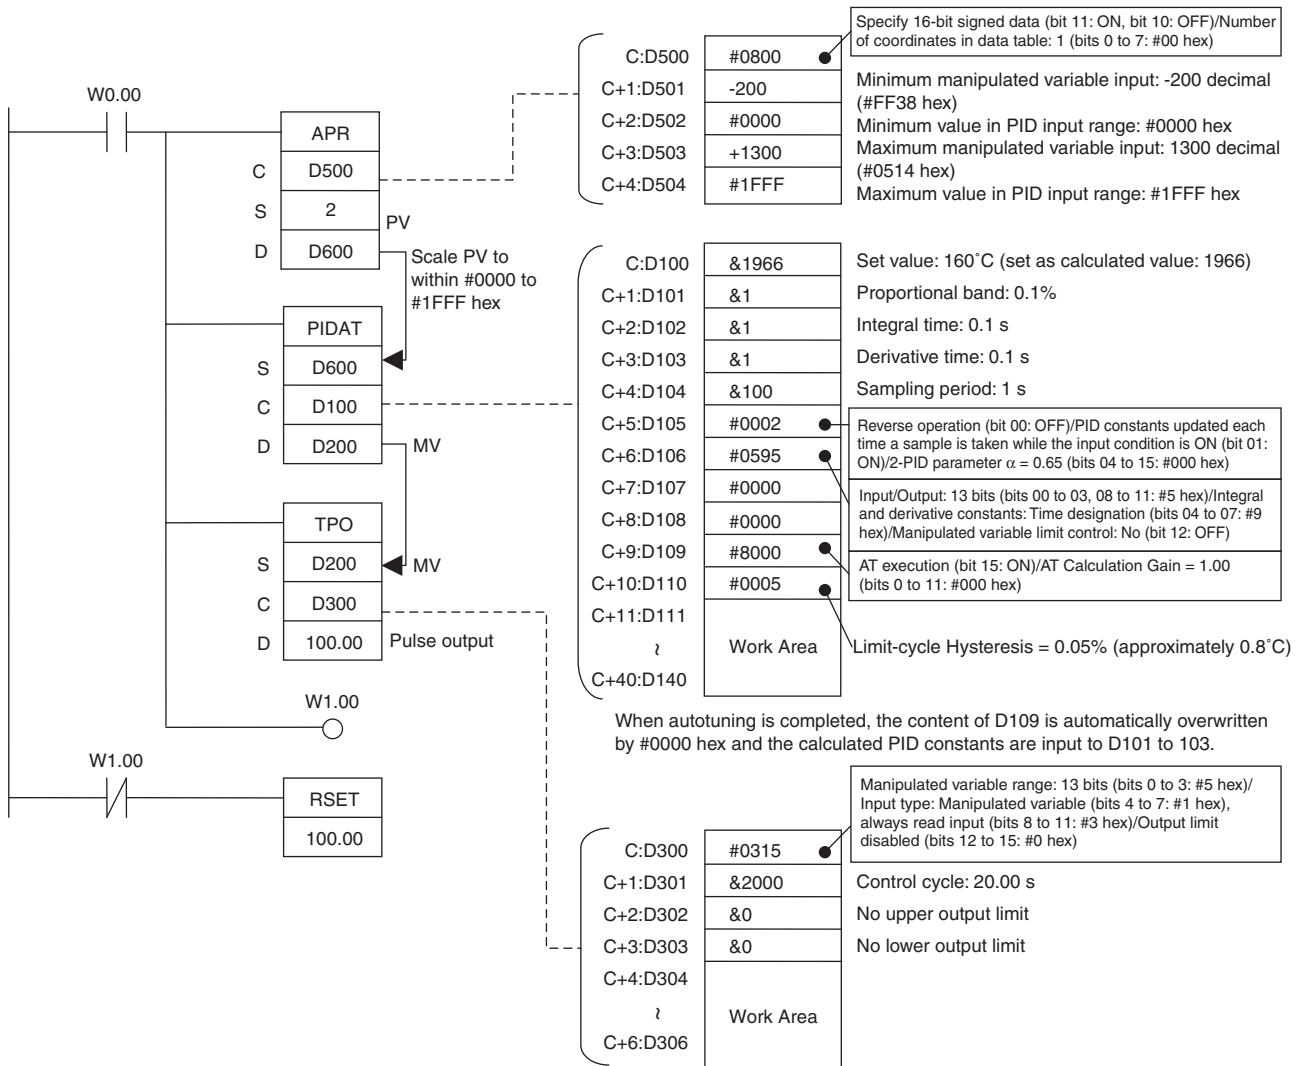 W0.00
APR
C D500
S 2
PV
D D600
Scale PV to
within #0000 to
#1FFF hex
PIDAT
S D600
C D100
D D200
MV
TPO
S D200
MV
C D300
D 100.00
Pulse output
W1.00
W1.00
RSET
100.00
C:D500 #0800
Specify 16-bit signed data (bit 11: ON, bit 10: OFF)/Number
of coordinates in data table: 1 (bits 0 to 7: #00 hex)
C+1:D501 -200
Minimum manipulated variable input: -200 decimal
(#FF38 hex)
C+2:D502 #0000
Minimum value in PID input range: #0000 hex
C+3:D503 +1300
Maximum manipulated variable input: 1300 decimal
(#0514 hex)
C+4:D504 #1FFF
Maximum value in PID input range: #1FFF hex
C:D100 &1966 Set value: 160˚C (set as calculated value: 1966)
C+1:D101 &1 Proportional band: 0.1%
C+2:D102 &1 Integral time: 0.1 s
C+3:D103 &1 Derivative time: 0.1 s
C+4:D104 &100 Sampling period: 1 s
C+5:D105 #0002
Reverse operation (bit 00: OFF)/PID constants updated each
time a sample is taken while the input condition is ON (bit 01:
ON)/2-PID parameter α = 0.65 (bits 04 to 15: #000 hex)
C+6:D106 #0595
Input/Output: 13 bits (bits 00 to 03, 08 to 11: #5 hex)/Integral
and derivative constants: Time designation (bits 04 to 07: #9
hex)/Manipulated variable limit control: No (bit 12: OFF)
C+7:D107 #0000
C+8:D108 #0000
C+9:D109 #8000
AT execution (bit 15: ON)/AT Calculation Gain = 1.00
(bits 0 to 11: #000 hex)
C+10:D110 #0005
C+11:D111
~
Work Area
Limit-cycle Hysteresis = 0.05% (approximately 0.8˚C)
C+40:D140
When autotuning is completed, the content of D109 is automatically overwritten
by #0000 hex and the calculated PID constants are input to D101 to 103.
Manipulated variable range: 13 bits (bits 0 to 3: #5 hex)/
Input type: Manipulated variable (bits 4 to 7: #1 hex),
always read input (bits 8 to 11: #3 hex)/Output limit
disabled (bits 12 to 15: #0 hex)
C:D300 #0315
C+1:D301 &2000 Control cycle: 20.00 s
C+2:D302 &0 No upper output limit
C+3:D303 &0 No lower output limit
C+4:D304
~
Work Area
C+6:D306